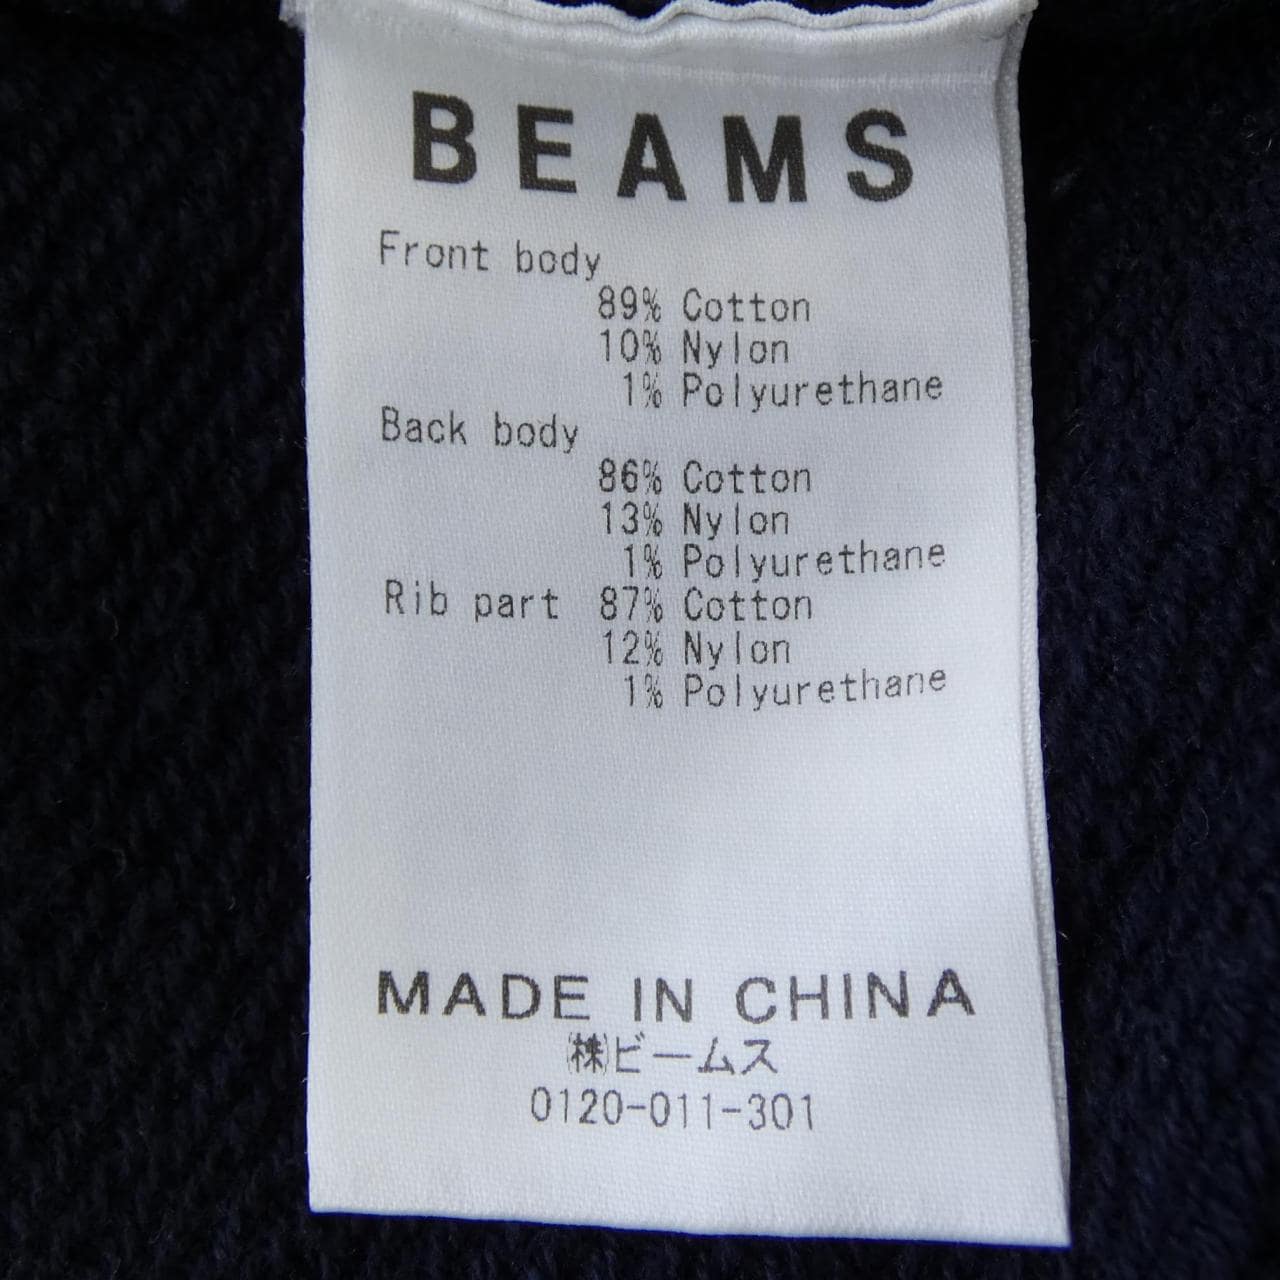 BEAMS
Front body
89% Cotton
10% Nylon
1% Polyurethane
Back body
86% Cotton
13% Nylon
1% Polyurethane
Rib part 87% Cotton
12% Nylon
1% Polyurethane
MADE IN CHINA
㈱ビームス
0120-011-301